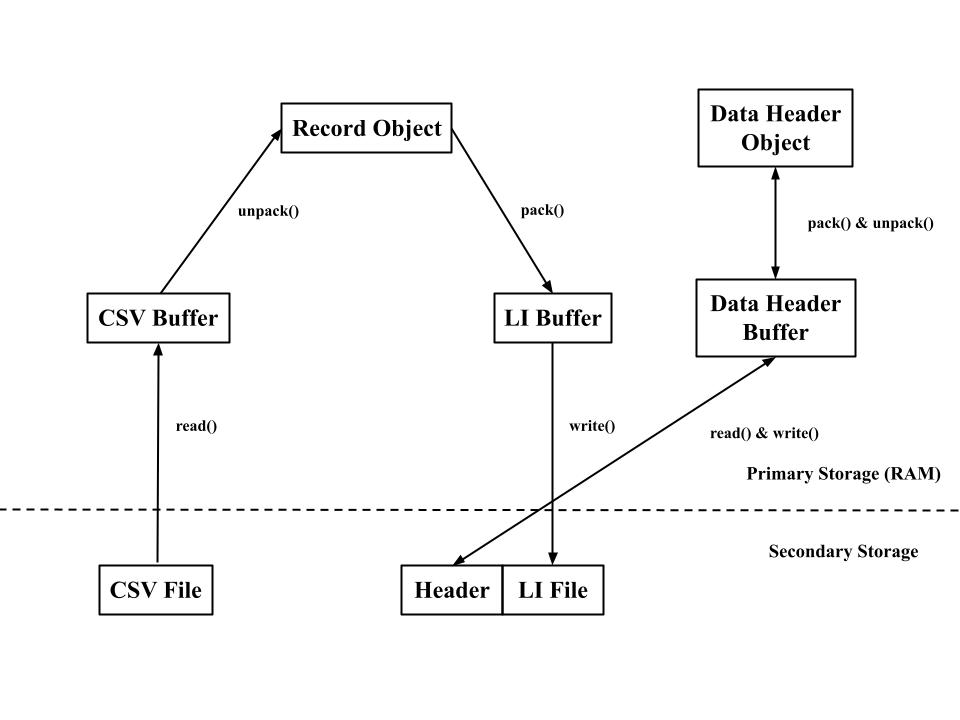 Record Object
Data Header
Object
unpack()
pack()
pack() & unpack()
CSV Buffer
LI Buffer
Data Header
Buffer
read()
write()
read() & write()
Primary Storage (RAM)
Secondary Storage
CSV File
Header
LI File